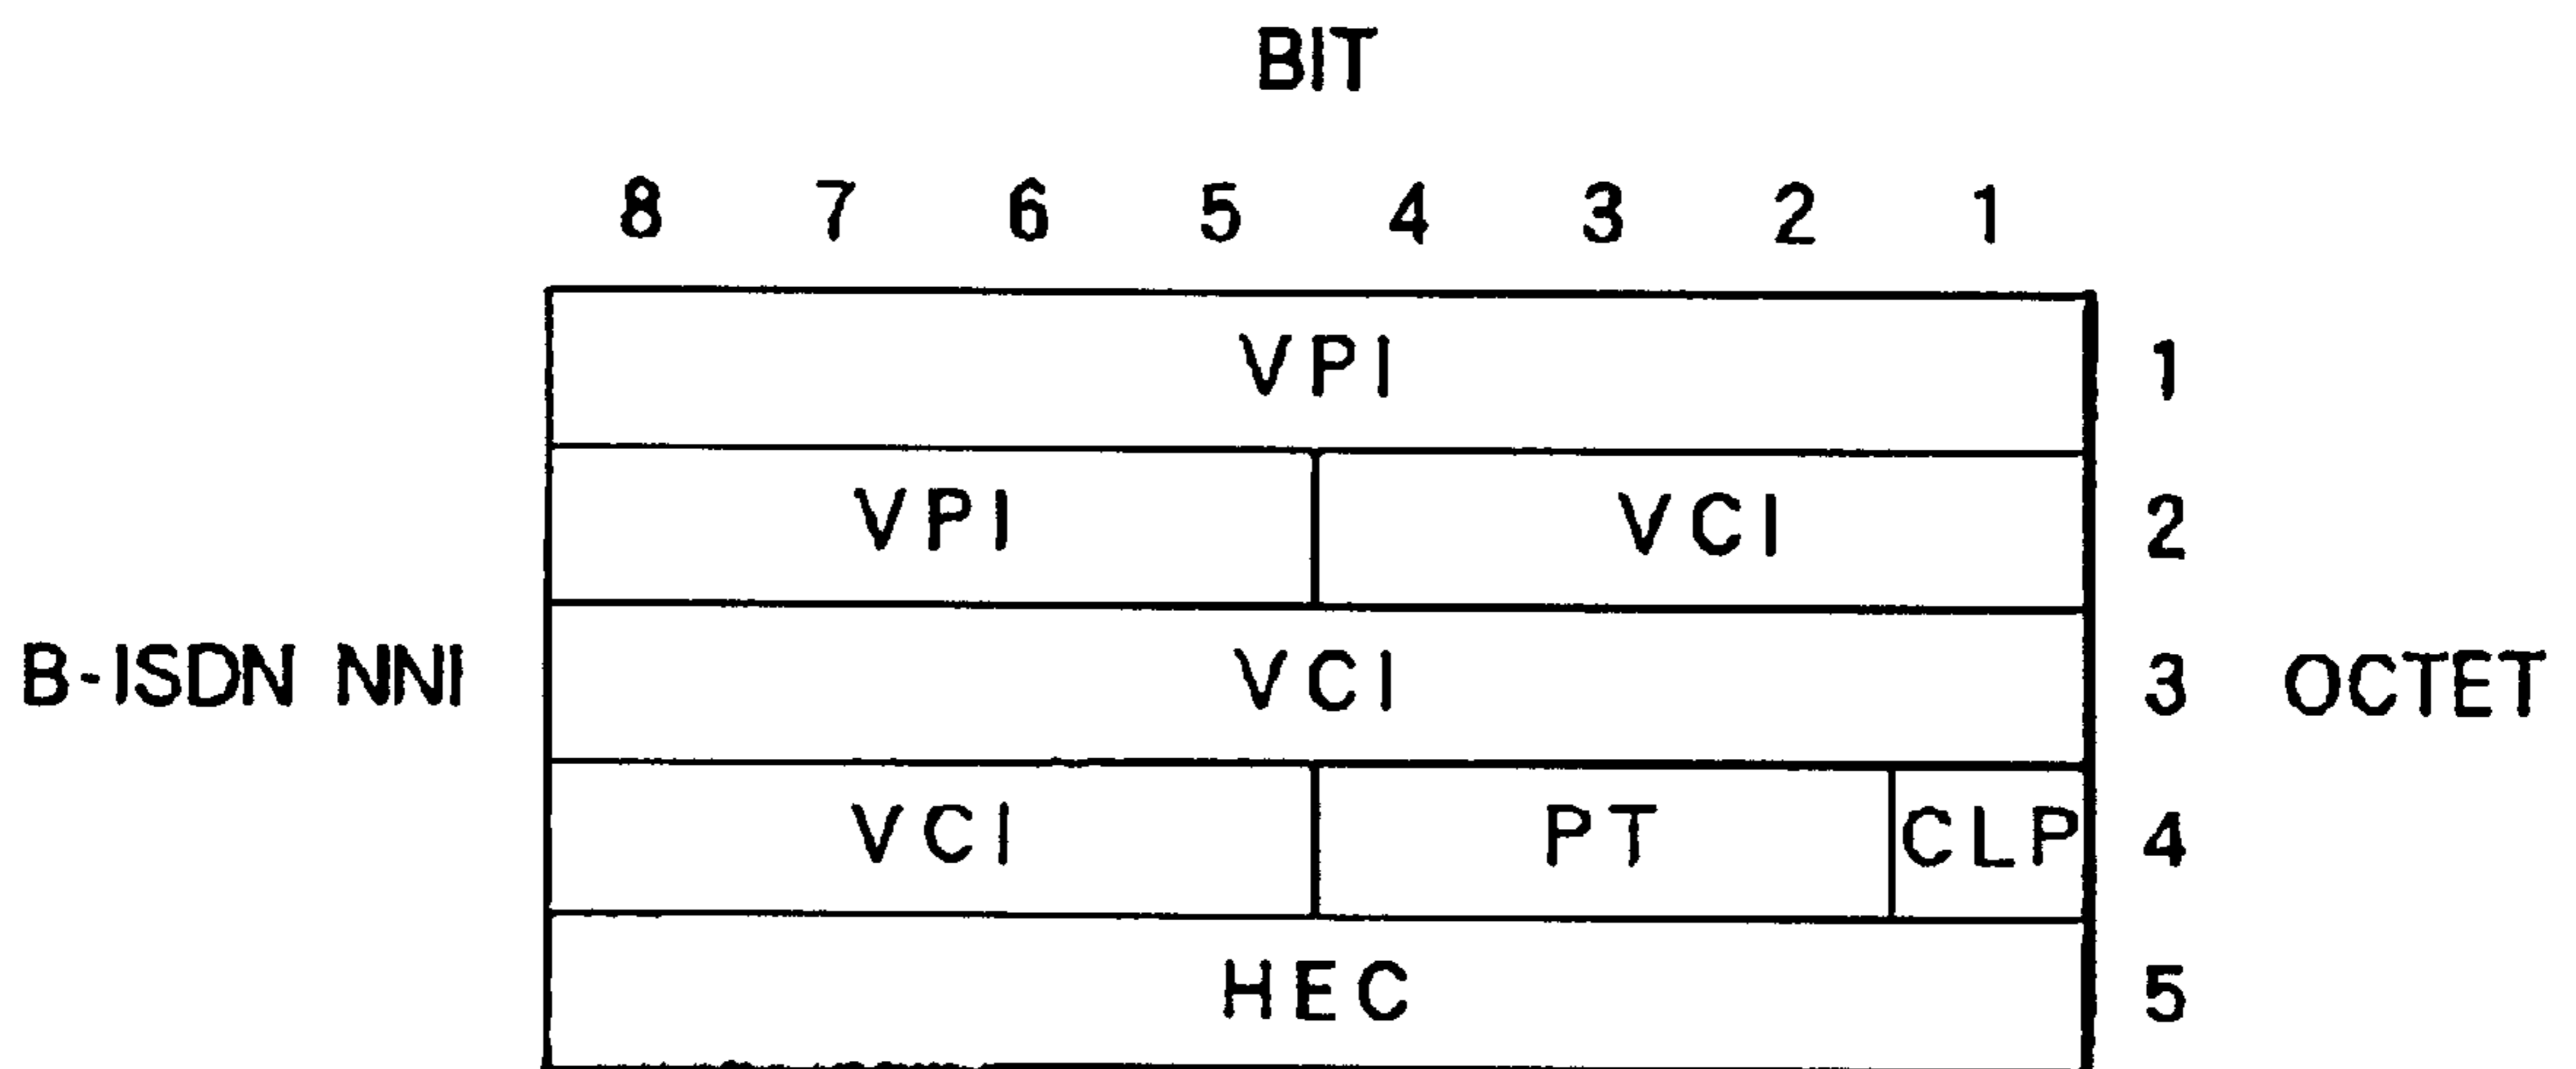 BIT
8 7 6 5 4 3 2 1
VPI 1
VPI VCI 2
B-ISDN NNI VCI 3 OCTET
VCI PT CLP 4
HEC 5